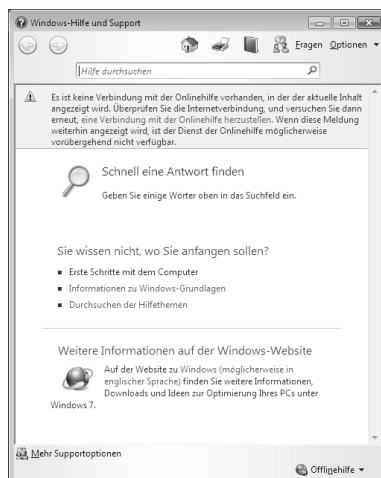 Windows-Hilfe und Support
Fragen Optionen
Hilfe durchsuchen
Es ist keine Verbindung mit der Onlinehilfe vorhanden, in der der aktuelle Inhalt
angezeigt wird. Überprüfen Sie die Internetverbindung, und versuchen Sie dann
erneut, eine Verbindung mit der Onlinehilfe herzustellen. Wenn diese Meldung
weiterhin angezeigt wird, ist der Dienst der Onlinehilfe möglicherweise
vorübergehend nicht verfügbar.
Schnell eine Antwort finden
Geben Sie einige Wörter oben in das Suchfeld ein.
Sie wissen nicht, wo Sie anfangen sollen?
Erste Schritte mit dem Computer
Informationen zu Windows-Grundlagen
Durchsuchen der Hilfethemen
Weitere Informationen auf der Windows-Website
Auf der Website zu Windows (möglicherweise in
englischer Sprache) finden Sie weitere Informationen,
Downloads und Ideen zur Optimierung Ihres PCs unter
Windows 7.
Mehr Supportoptionen
Offlinehilfe